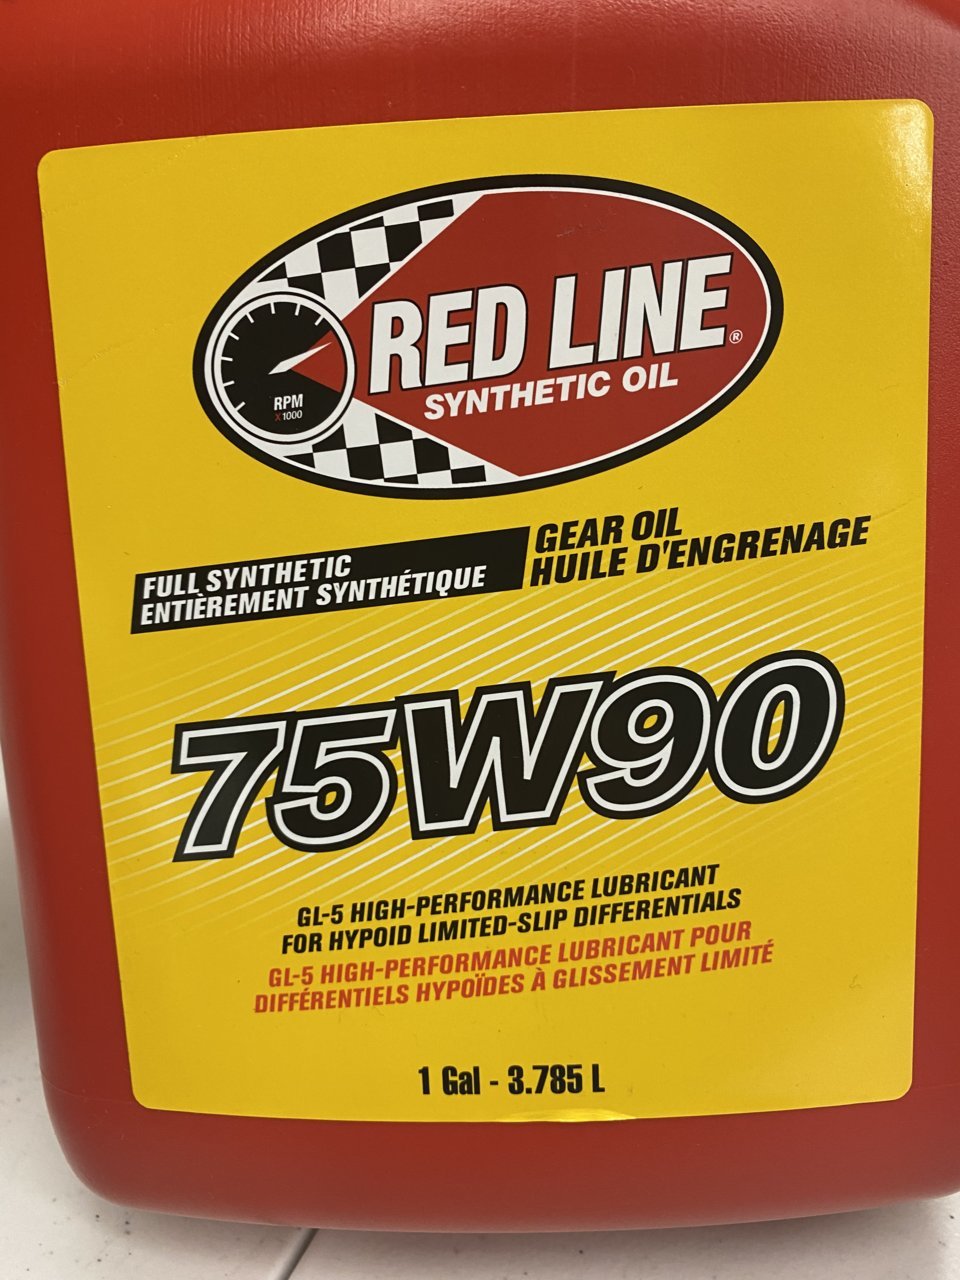 RED LINE®
SYNTHETIC OIL
RPM
X1000
FULL SYNTHETIC
ENTIÈREMENT SYNTHÉTIQUE
GEAR OIL
HUILE D'ENGRENAGE
75W90
GL-5 HIGH-PERFORMANCE LUBRICANT
FOR HYPOID LIMITED-SLIP DIFFERENTIALS
GL-5 HIGH-PERFORMANCE LUBRICANT POUR
DIFFÉRENTIELS HYPOÏDES À GLISSEMENT LIMITÉ
1 Gal - 3.785 L